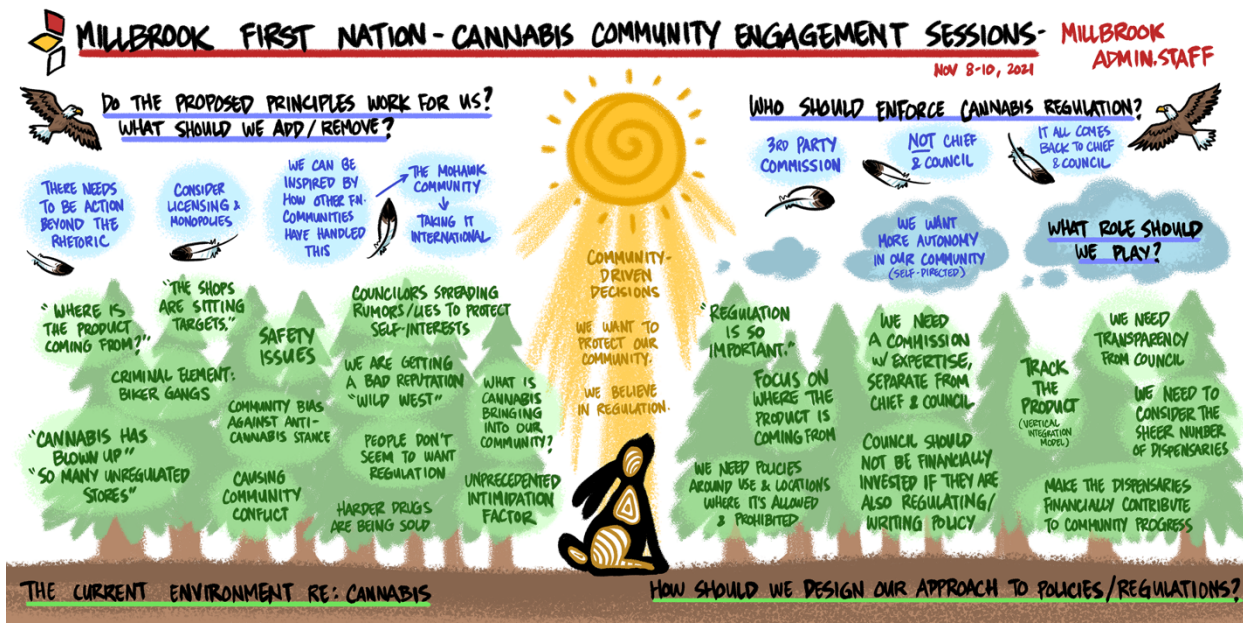 MILLBROOK FIRST NATION - CANNABIS COMMUNITY ENGAGEMENT SESSIONS -
MILLBROOK
ADMIN. STAFF
NOV 8-10, 2021
DO THE PROPOSED PRINCIPLES WORK FOR US?
WHAT SHOULD WE ADD/REMOVE?
THERE NEEDS
TO BE ACTION
BEYOND THE
RHETORIC
CONSIDER
LICENSING &
MONOPOLIES
WE CAN BE
INSPIRED BY
HOW OTHER F.N.
COMMUNITIES
HAVE HANDLED
THIS
THE MOHAWK
COMMUNITY
TAKING IT
INTERNATIONAL
WHO SHOULD ENFORCE CANNABIS REGULATION?
3RD PARTY
COMMISSION
NOT CHIEF
& COUNCIL
IT ALL COMES
BACK TO CHIEF
& COUNCIL
WE WANT
MORE AUTONOMY
IN OUR COMMUNITY
(SELF-DIRECTED)
WHAT ROLE SHOULD
WE PLAY?
COMMUNITY-
DRIVEN
DECISIONS
WE WANT TO
PROTECT OUR
COMMUNITY.
WE BELIEVE
IN REGULATION.
"WHERE IS
THE PRODUCT
COMING FROM?"
"THE SHOPS
ARE SITTING
TARGETS."
SAFETY
ISSUES
COUNCILORS SPREADING
RUMORS/LIES TO PROTECT
SELF-INTERESTS
CRIMINAL ELEMENT:
BIKER GANGS
WE ARE GETTING
A BAD REPUTATION
"WILD WEST"
WHAT IS
CANNABIS
BRINGING
INTO OUR
COMMUNITY?
COMMUNITY BIAS
AGAINST ANTI-
CANNABIS STANCE
"CANNABIS HAS
BLOWN UP"
"SO MANY UNREGULATED
STORES"
PEOPLE DON'T
SEEM TO WANT
REGULATION
CAUSING
COMMUNITY
CONFLICT
HARDER DRUGS
ARE BEING SOLD
UNPRECEDENTED
INTIMIDATION
FACTOR
THE CURRENT ENVIRONMENT RE: CANNABIS
"REGULATION
IS SO
IMPORTANT."
FOCUS ON
WHERE THE
PRODUCT IS
COMING FROM
WE NEED
A COMMISSION
W/ EXPERTISE,
SEPARATE FROM
CHIEF & COUNCIL
TRACK
THE
PRODUCT
(VERTICAL
INTEGRATION
MODEL)
WE NEED
TRANSPARENCY
FROM COUNCIL
WE NEED TO
CONSIDER THE
SHEER NUMBER
OF DISPENSARIES
WE NEED POLICIES
AROUND USE & LOCATIONS
WHERE IT'S ALLOWED
& PROHIBITED
COUNCIL SHOULD
NOT BE FINANCIALLY
INVESTED IF THEY ARE
ALSO REGULATING/
WRITING POLICY
MAKE THE DISPENSARIES
FINANCIALLY CONTRIBUTE
TO COMMUNITY PROGRESS
HOW SHOULD WE DESIGN OUR APPROACH TO POLICIES/REGULATIONS?